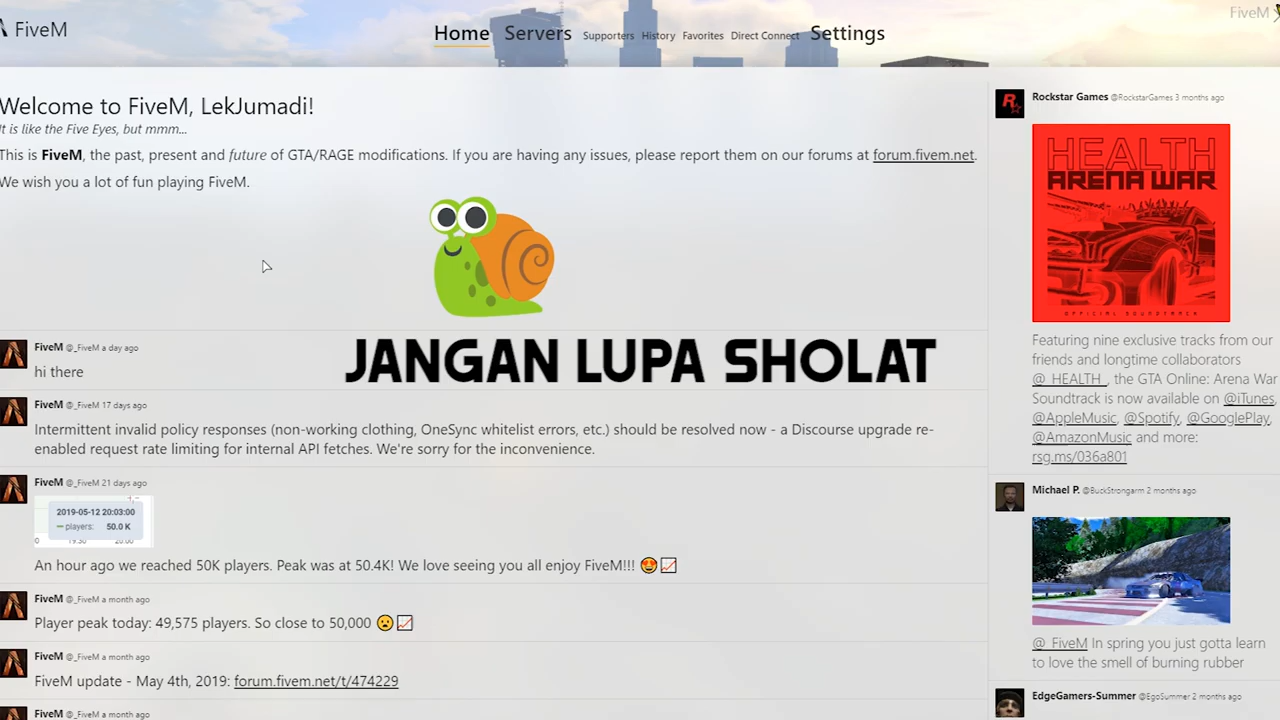 FiveM
Home Servers Supporters History Favorites Direct Connect Settings
FiveM
Welcome to FiveM, LekJumadi!
It is like the Five Eyes, but mmm...
This is FiveM, the past, present and future of GTA/RAGE modifications. If you are having any issues, please report them on our forums at forum.fivem.net.
We wish you a lot of fun playing FiveM.
JANGAN LUPA SHOLAT
FiveM @_FiveM a day ago
hi there
FiveM @_FiveM 17 days ago
Intermittent invalid policy responses (non-working clothing, OneSync whitelist errors, etc.) should be resolved now - a Discourse upgrade re-
enabled request rate limiting for internal API fetches. We're sorry for the inconvenience.
FiveM @_FiveM 21 days ago
2019-05-12 20:03:00
players: 50.0 K
0 19:30 20:00
An hour ago we reached 50K players. Peak was at 50.4K! We love seeing you all enjoy FiveM!!! 😍📈
FiveM @_FiveM a month ago
Player peak today: 49,575 players. So close to 50,000 😦📈
FiveM @_FiveM a month ago
FiveM update - May 4th, 2019: forum.fivem.net/t/474229
FiveM @_FiveM a month ago
Rockstar Games @RockstarGames 3 months ago
HEALTH
ARENA WAR
OFFICIAL SOUNDTRACK
Featuring nine exclusive tracks from our
friends and longtime collaborators
@_HEALTH_, the GTA Online: Arena War
Soundtrack is now available on @iTunes,
@AppleMusic, @Spotify, @GooglePlay,
@AmazonMusic and more:
rsg.ms/036a801
Michael P. @BuckStrongarm 2 months ago
@_FiveM In spring you just gotta learn
to love the smell of burning rubber
EdgeGamers-Summer @EgoSummer 2 months ago